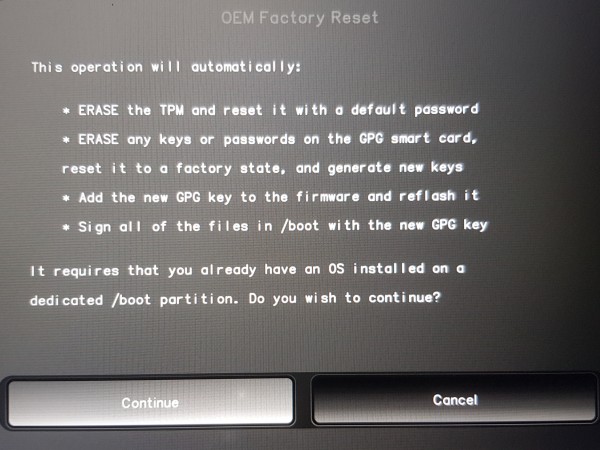 OEM Factory Reset
This operation will automatically:
* ERASE the TPM and reset it with a default password
* ERASE any keys or passwords on the GPG smart card,
reset it to a factory state, and generate new keys
* Add the new GPG key to the firmware and reflash it
* Sign all of the files in /boot with the new GPG key
It requires that you already have an OS installed on a
dedicated /boot partition. Do you wish to continue?
Continue
Cancel